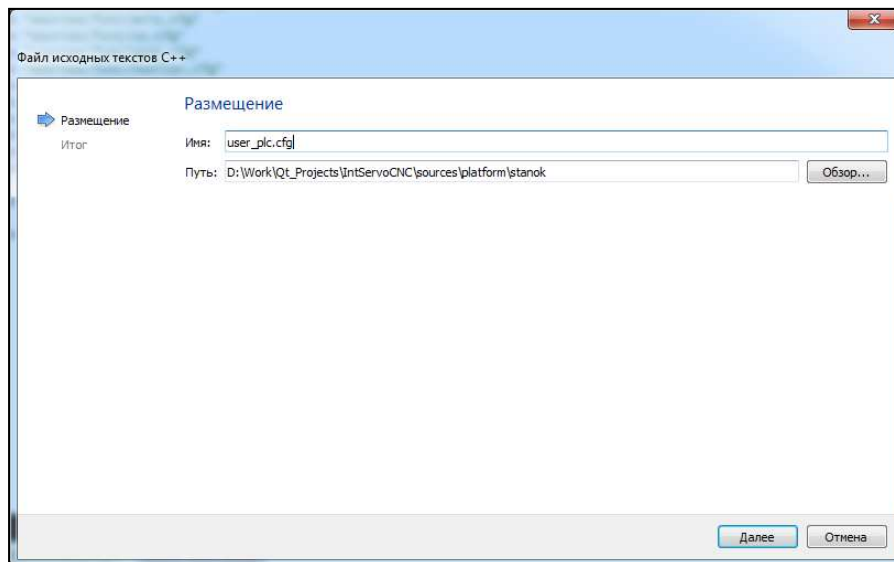 Файл исходных текстов C++
Размещение
Размещение
Итог
Имя: user_plc.cfg
Путь: D:\Work\Qt_Projects\IntServoCNC\sources\platform\stanok Обзор...
Далее Отмена